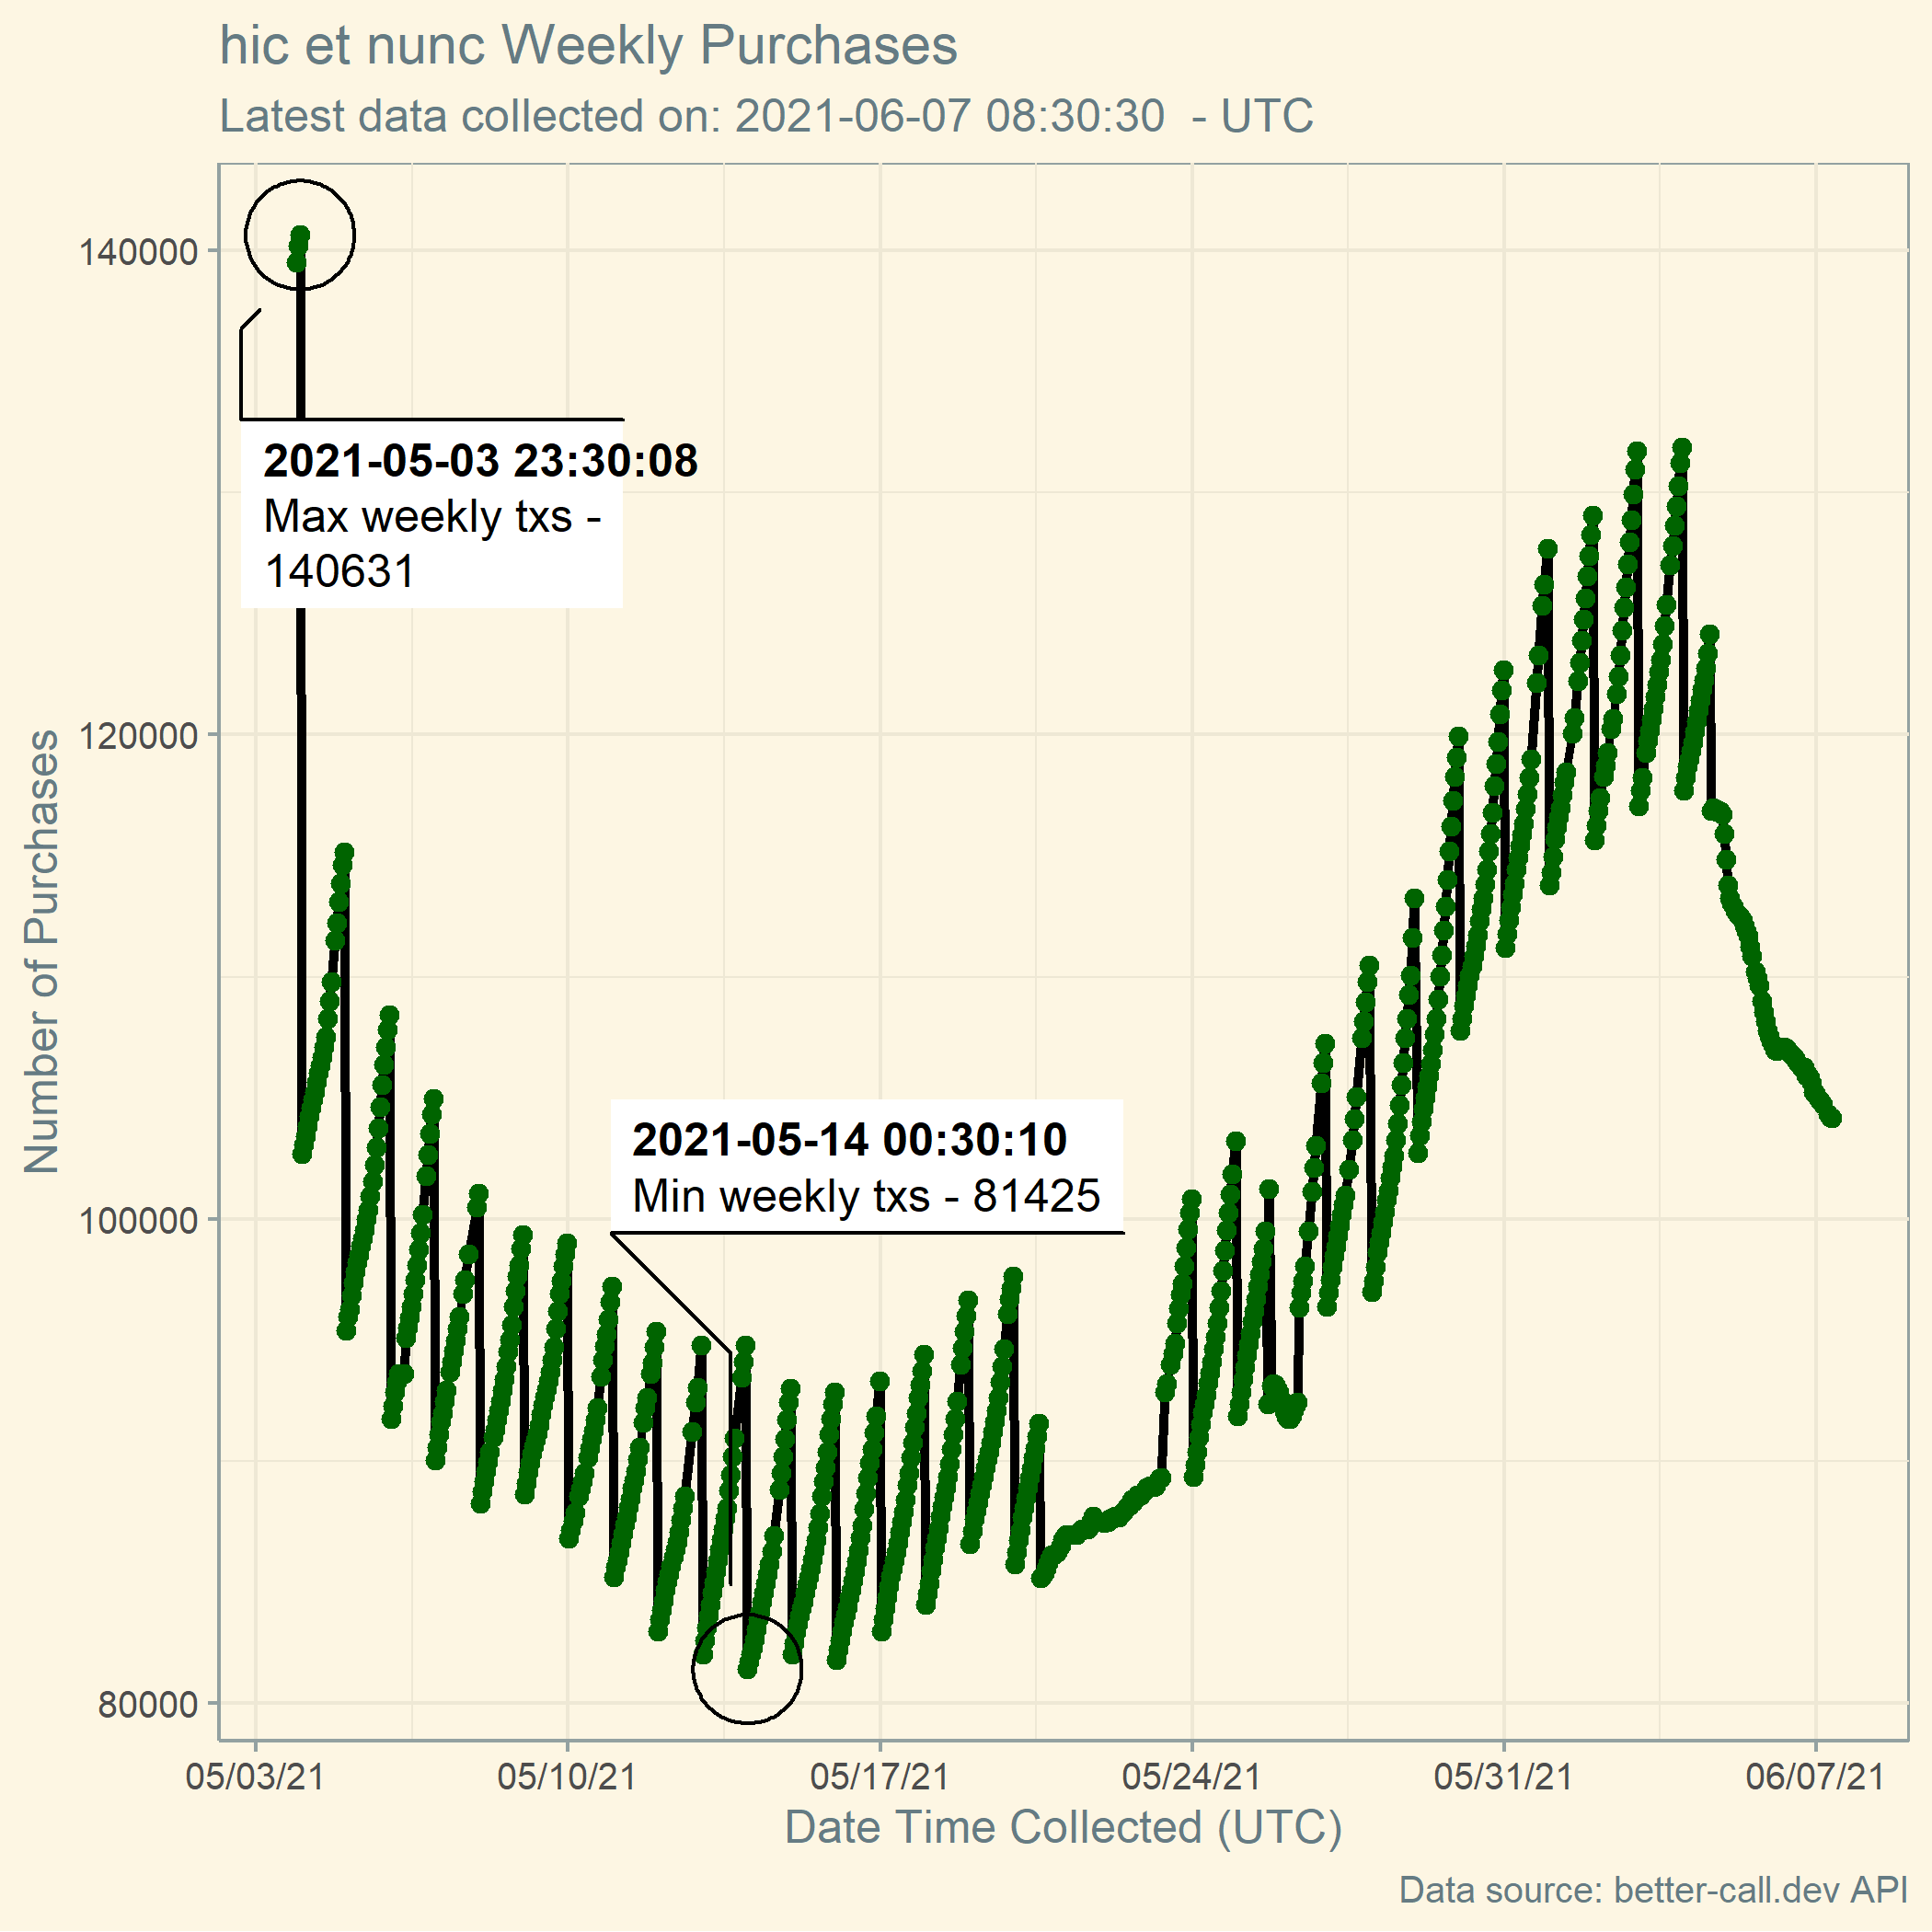 hic et nunc Weekly Purchases
Latest data collected on: 2021-06-07 08:30:30 - UTC
Number of Purchases
140000
120000
100000
80000
2021-05-03 23:30:08
Max weekly txs -
140631
2021-05-14 00:30:10
Min weekly txs - 81425
05/03/21 05/10/21 05/17/21 05/24/21 05/31/21 06/07/21
Date Time Collected (UTC)
Data source: better-call.dev API